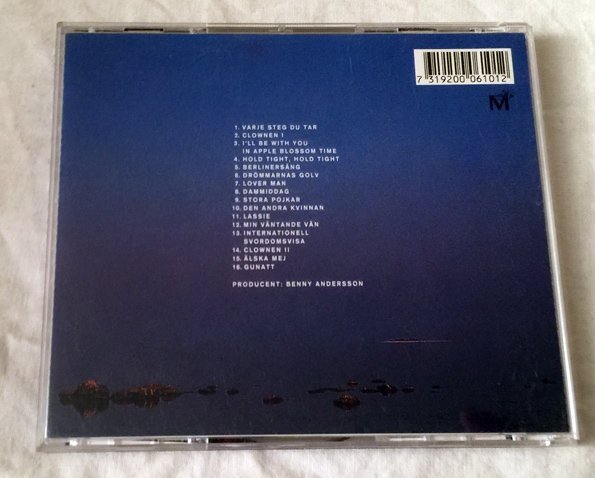 7 319200 061012
M
1. VARJE STEG DU TAR
2. CLOWNEN I
3. I'LL BE WITH YOU
IN APPLE BLOSSOM TIME
4. HOLD TIGHT, HOLD TIGHT
5. BERLINERSÅNG
6. DRÖMMARNAS GOLV
7. LOVER MAN
8. DAMMIDDAG
9. STORA POJKAR
10. DEN ANDRA KVINNAN
11. LASSIE
12. MIN VÄNTANDE VÄN
13. INTERNATIONELL
SVORDOMSVISA
14. CLOWNEN II
15. ÄLSKA MEJ
16. GUNATT
PRODUCENT: BENNY ANDERSSON